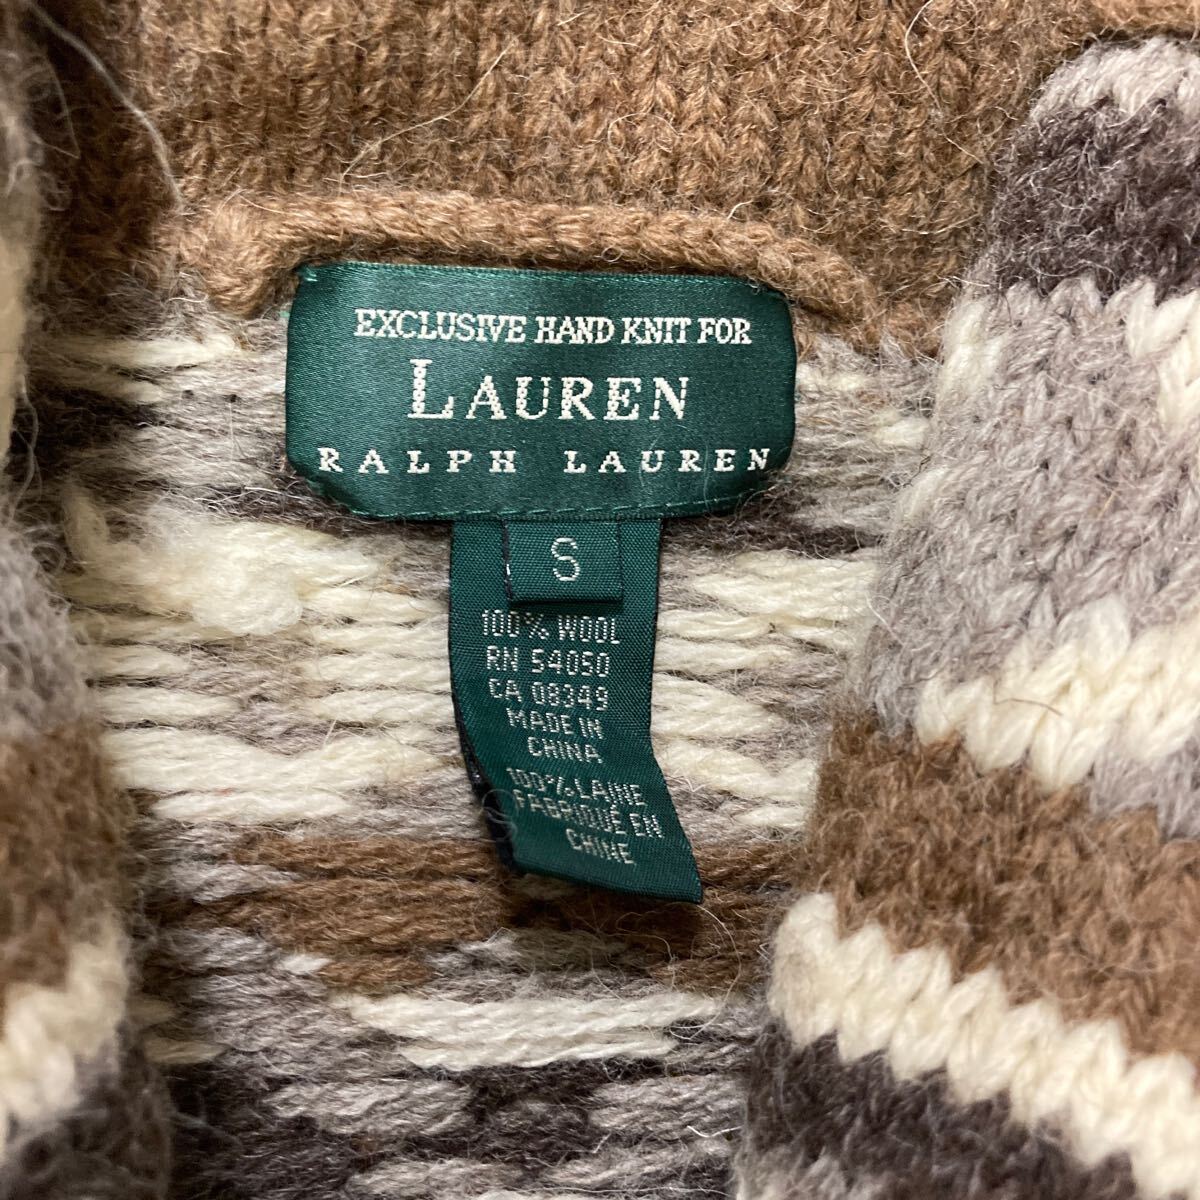 EXCLUSIVE HAND KNIT FOR
LAUREN
RALPH LAUREN
S
100% WOOL
RN 54050
CA 08349
MADE IN
CHINA
100% LAINE
FABRIQUE EN
CHINE